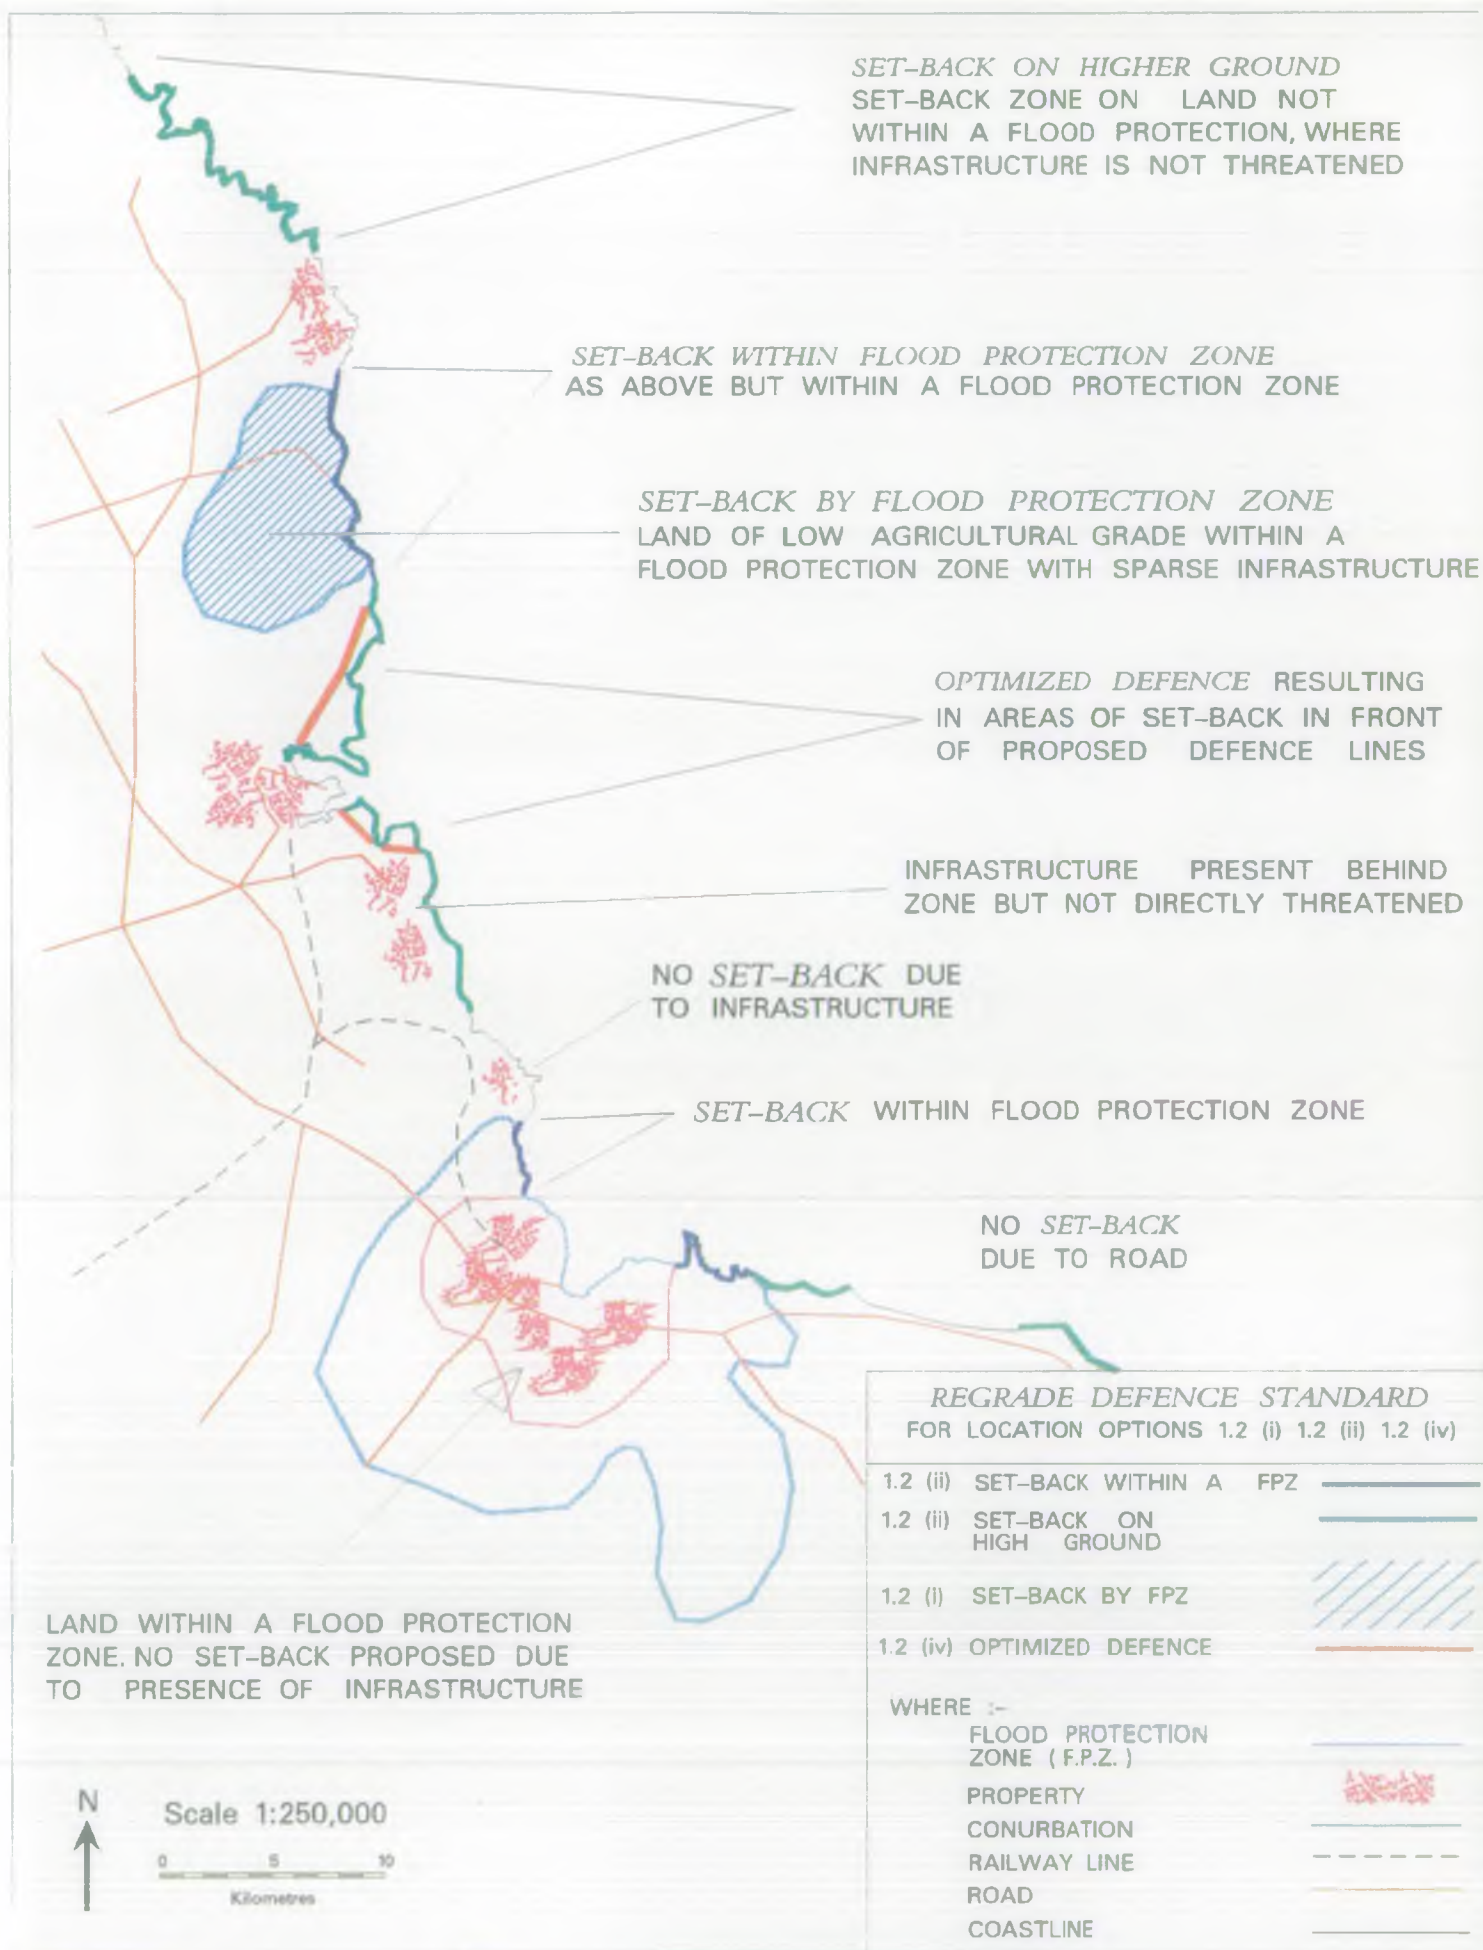 SET-BACK ON HIGHER GROUND
SET-BACK ZONE ON LAND NOT
WITHIN A FLOOD PROTECTION, WHERE
INFRASTRUCTURE IS NOT THREATENED
SET-BACK WITHIN FLOOD PROTECTION ZONE
AS ABOVE BUT WITHIN A FLOOD PROTECTION ZONE
SET-BACK BY FLOOD PROTECTION ZONE
LAND OF LOW AGRICULTURAL GRADE WITHIN A
FLOOD PROTECTION ZONE WITH SPARSE INFRASTRUCTURE
OPTIMIZED DEFENCE RESULTING
IN AREAS OF SET-BACK IN FRONT
OF PROPOSED DEFENCE LINES
INFRASTRUCTURE PRESENT BEHIND
ZONE BUT NOT DIRECTLY THREATENED
NO SET-BACK DUE
TO INFRASTRUCTURE
SET-BACK WITHIN FLOOD PROTECTION ZONE
NO SET-BACK
DUE TO ROAD
LAND WITHIN A FLOOD PROTECTION
ZONE. NO SET-BACK PROPOSED DUE
TO PRESENCE OF INFRASTRUCTURE
N
Scale 1:250,000
0 5 10
Kilometres
REGRADE DEFENCE STANDARD
FOR LOCATION OPTIONS 1.2 (i) 1.2 (ii) 1.2 (iv)
1.2 (ii) SET-BACK WITHIN A FPZ
1.2 (ii) SET-BACK ON
HIGH GROUND
1.2 (i) SET-BACK BY FPZ
1.2 (iv) OPTIMIZED DEFENCE
WHERE :-
FLOOD PROTECTION
ZONE ( F.P.Z. )
PROPERTY
CONURBATION
RAILWAY LINE
ROAD
COASTLINE